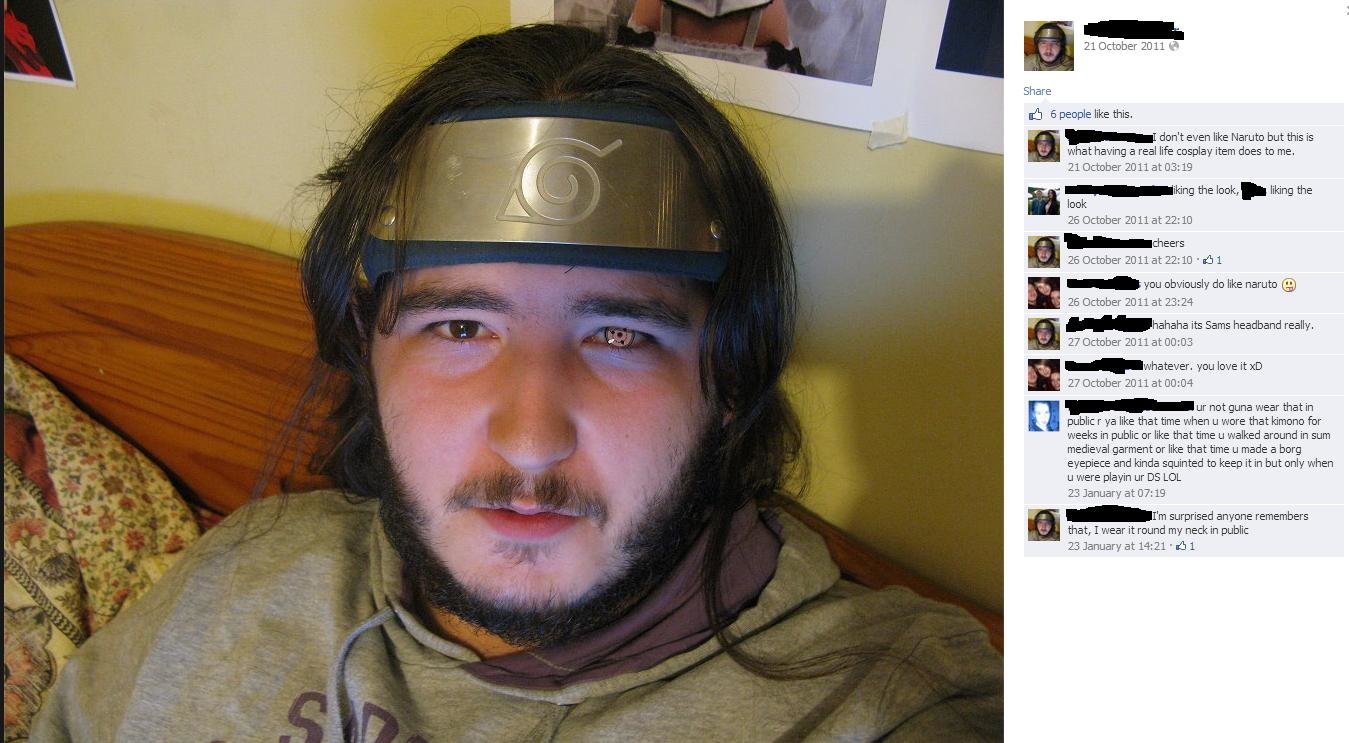 21 October 2011
Share
6 people like this.
I don't even like Naruto but this is
what having a real life cosplay item does to me.
21 October 2011 at 03:19
liking the look, liking the
look
26 October 2011 at 22:10
cheers
26 October 2011 at 22:10 · 1
you obviously do like naruto
26 October 2011 at 23:24
hahaha its Sams headband really.
27 October 2011 at 00:03
whatever. you love it xD
27 October 2011 at 00:04
ur not guna wear that in
public r ya like that time when u wore that kimono for
weeks in public or like that time u walked around in sum
medieval garment or like that time u made a borg
eyepiece and kinda squinted to keep it in but only when
u were playin ur DS LOL
23 January at 07:19
I'm surprised anyone remembers
that, I wear it round my neck in public
23 January at 14:21 · 1